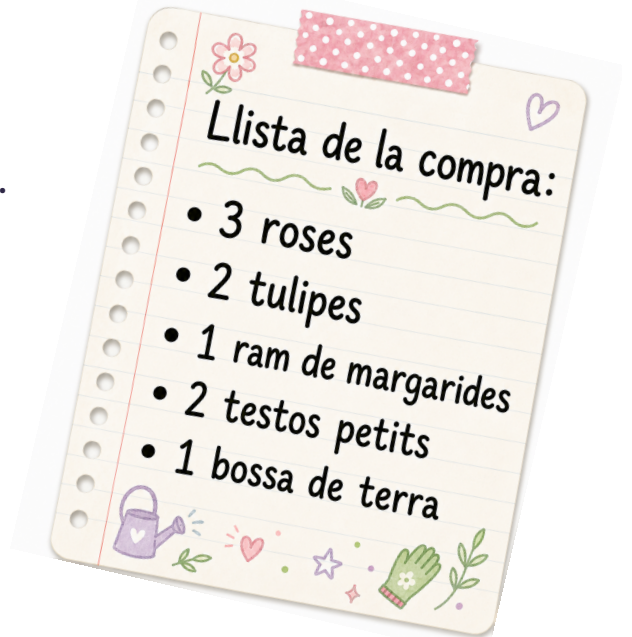 Llista de la compra:
• 3 roses
• 2 tulipes
• 1 ram de margarides
• 2 testos petits
• 1 bossa de terra